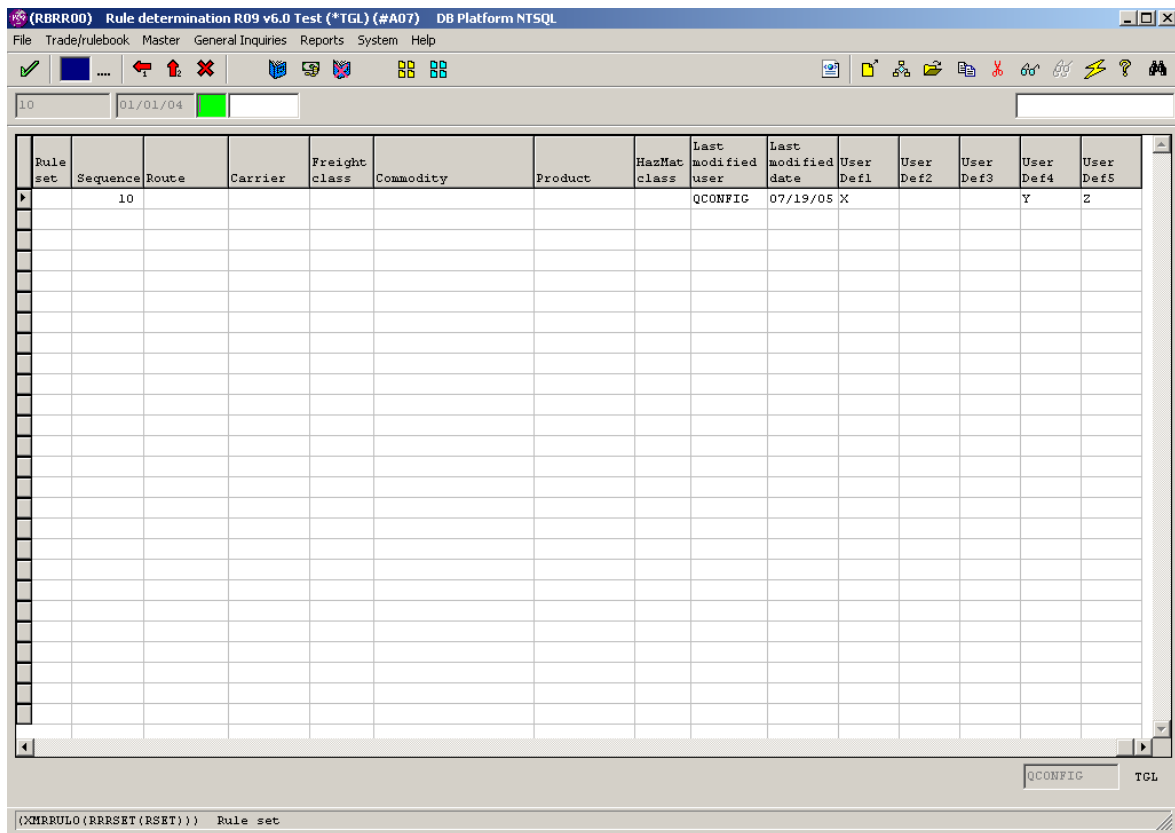 (RBRR00) Rule determination R09 v6.0 Test (*TGL) (#A07) DB Platform NTSQL
File Trade/rulebook Master General Inquiries Reports System Help
....
10 01/01/04
Rule set Sequence Route Carrier Freight class Commodity Product HazMat class Last modified user Last modified date User Def1 User Def2 User Def3 User Def4 User Def5
10 QCONFIG 07/19/05 X Y Z
QCONFIG TGL
(XMRRULO(RRRSET(RSET))) Rule set